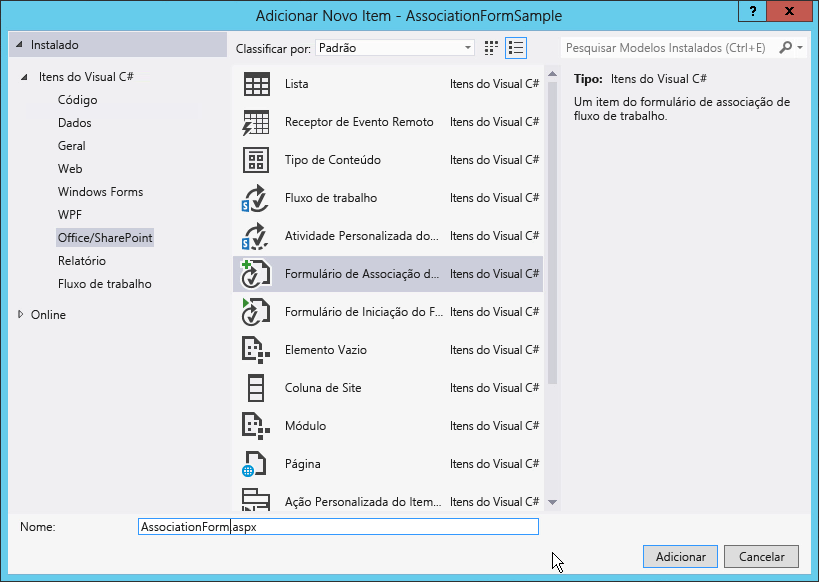 Adicionar Novo Item - AssociationFormSample
?
x
Instalado
Classificar por: Padrão
Pesquisar Modelos Instalados (Ctrl+E)
Itens do Visual C#
Código
Dados
Geral
Web
Windows Forms
WPF
Office/SharePoint
Relatório
Fluxo de trabalho
Online
Lista Itens do Visual C#
Receptor de Evento Remoto Itens do Visual C#
Tipo de Conteúdo Itens do Visual C#
Fluxo de trabalho Itens do Visual C#
Atividade Personalizada do... Itens do Visual C#
Formulário de Associação d... Itens do Visual C#
Formulário de Iniciação do F... Itens do Visual C#
Elemento Vazio Itens do Visual C#
Coluna de Site Itens do Visual C#
Módulo Itens do Visual C#
Página Itens do Visual C#
Ação Personalizada do Item... Itens do Visual C#
Tipo: Itens do Visual C#
Um item do formulário de associação de
fluxo de trabalho.
Nome: AssociationForm.aspx
Adicionar
Cancelar